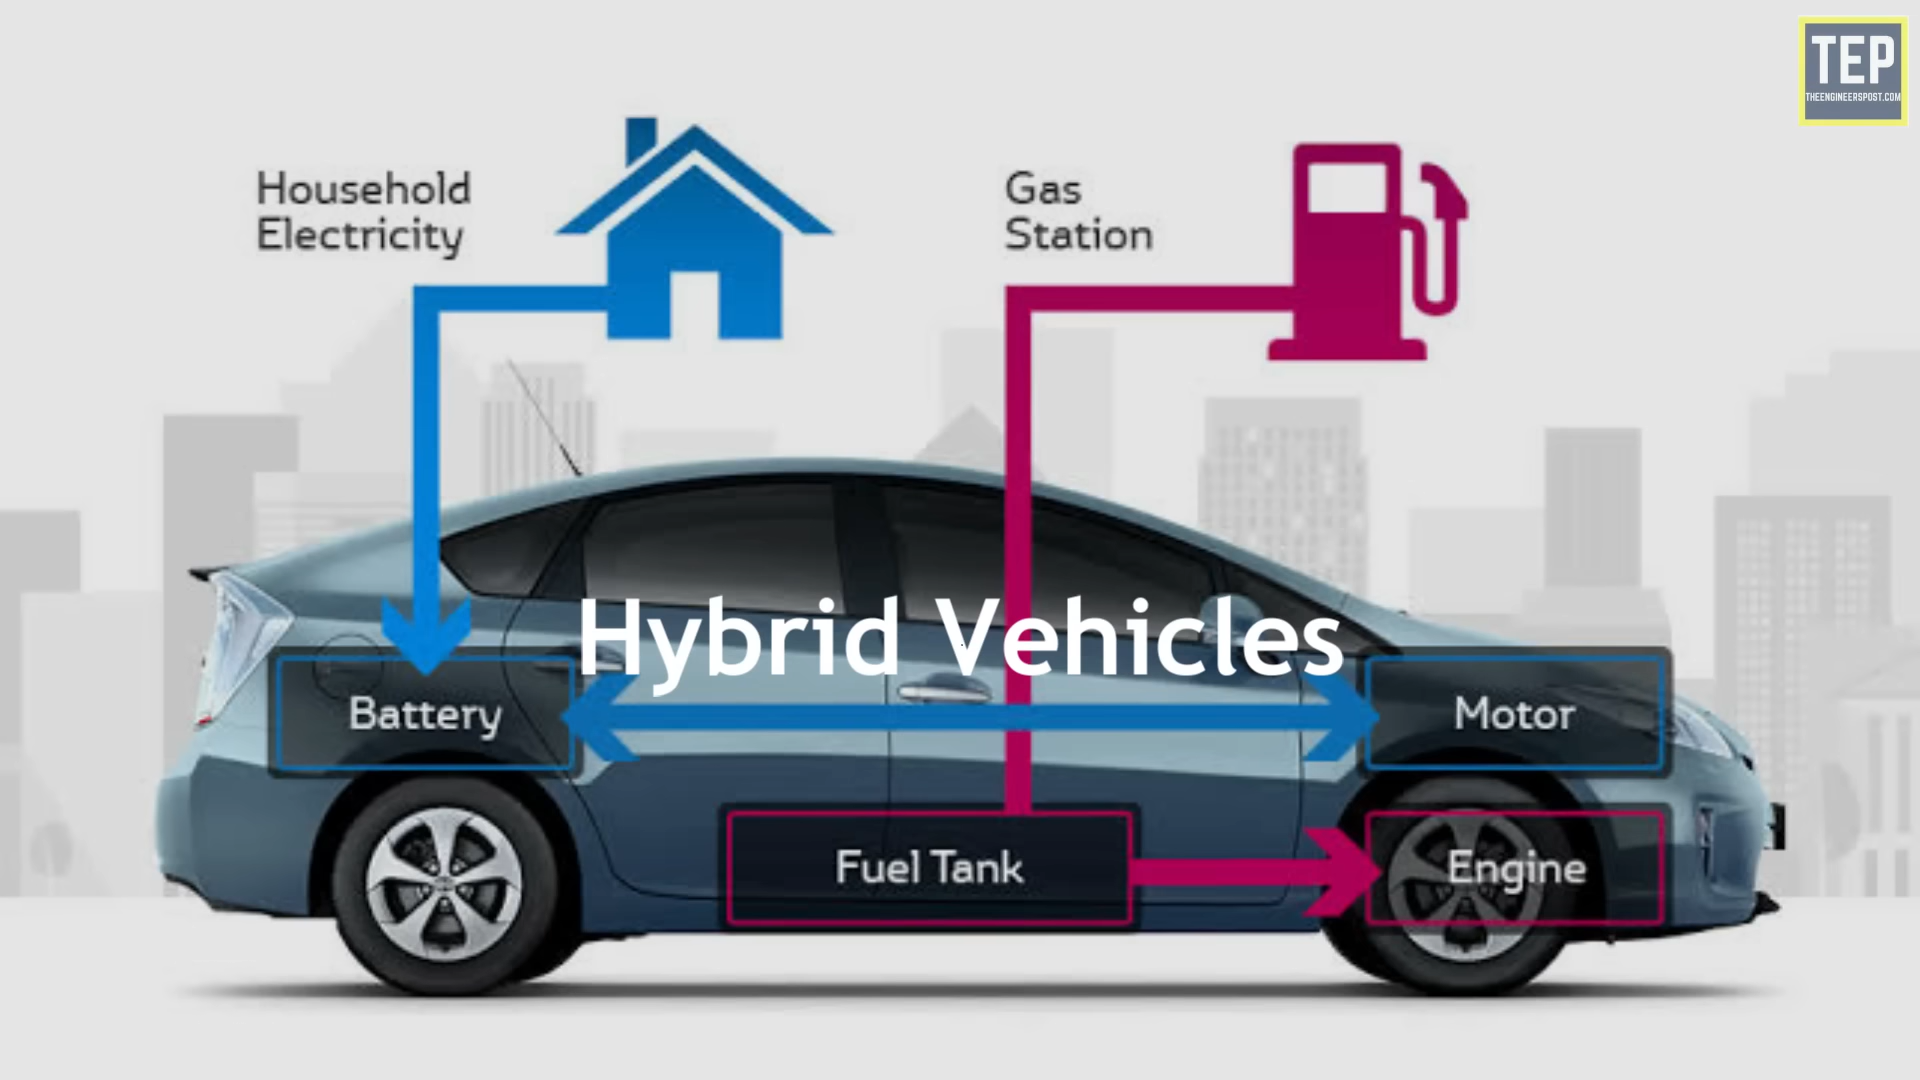 TEP
THEENGINEERSPOST.COM
Household
Electricity
Gas
Station
Hybrid Vehicles
Battery
Motor
Fuel Tank
Engine